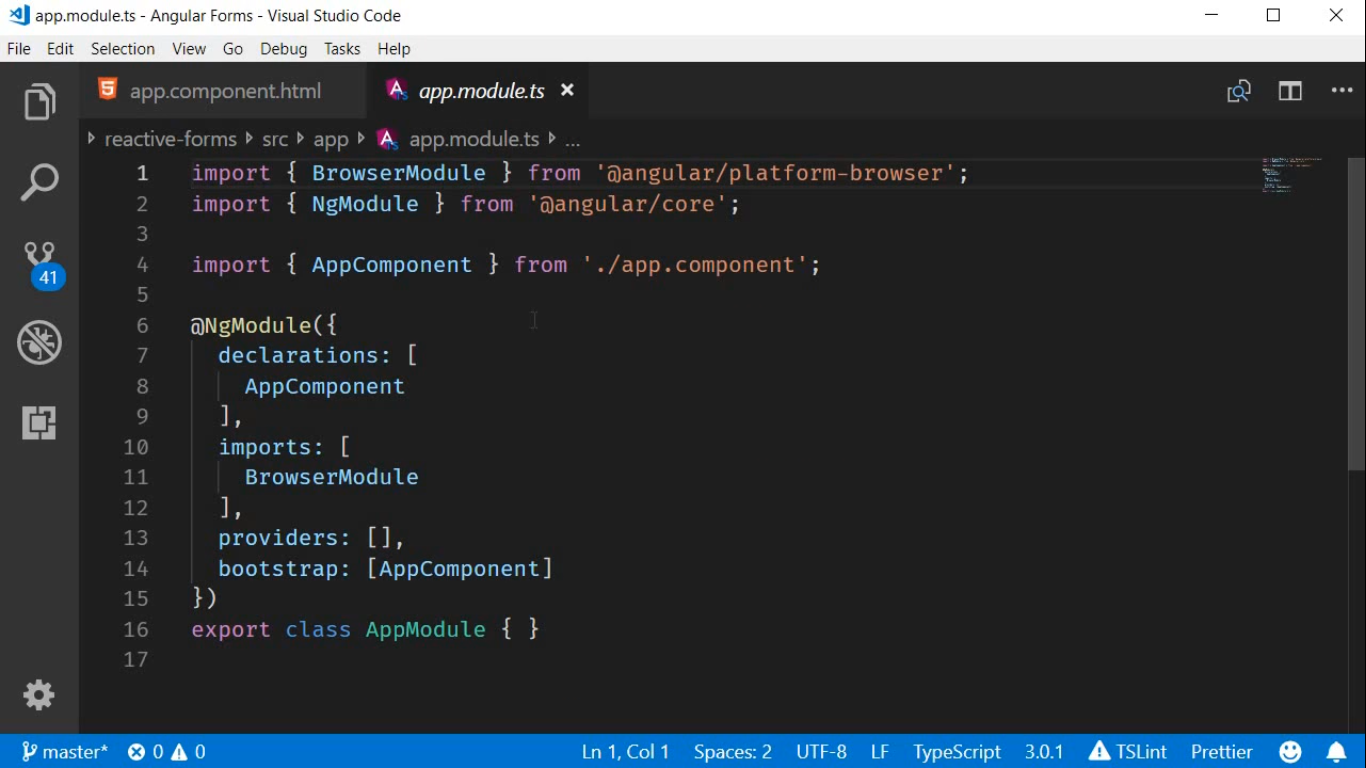 app.module.ts - Angular Forms - Visual Studio Code
File Edit Selection View Go Debug Tasks Help
app.component.html app.module.ts
reactive-forms src app app.module.ts ...
1 import { BrowserModule } from '@angular/platform-browser';
2 import { NgModule } from '@angular/core';
3
4 import { AppComponent } from './app.component';
5
6 @NgModule({
7 declarations: [
8 AppComponent
9 ],
10 imports: [
11 BrowserModule
12 ],
13 providers: [],
14 bootstrap: [AppComponent]
15 })
16 export class AppModule { }
17
41
master* 0 0 Ln 1, Col 1 Spaces: 2 UTF-8 LF TypeScript 3.0.1 TSLint Prettier